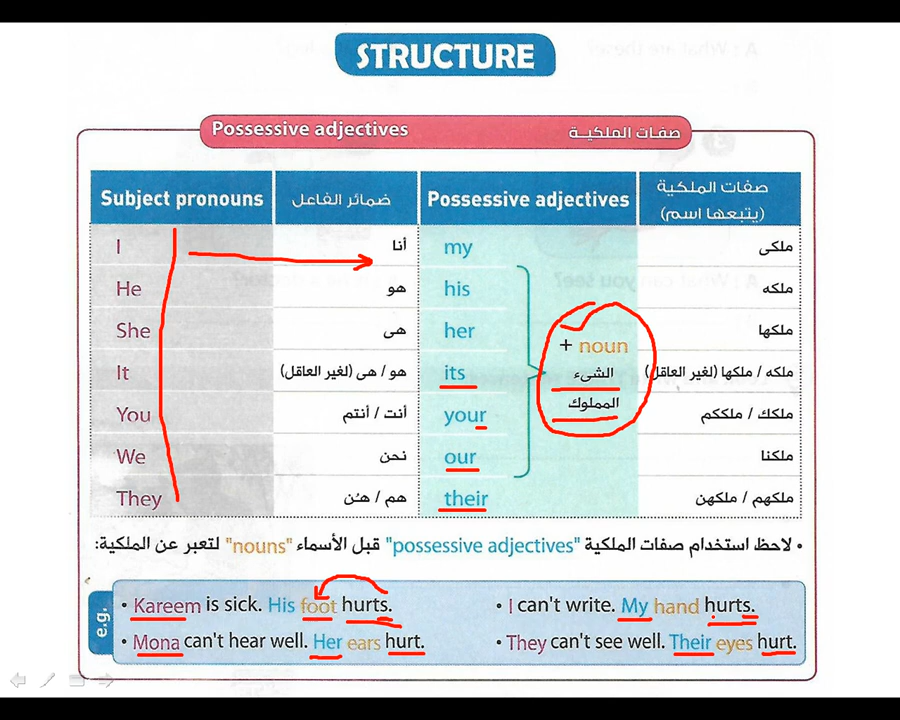 STRUCTURE
Possessive adjectives صفات الملكيـة
Subject pronouns ضمائر الفاعل Possessive adjectives صفات الملكية (يتبعها اسم)
I أنا my ملكى
He هو his ملكه
She هى her ملكها
+ noun
It هو / هى (لغير العاقل) its الشىء ملكه / ملكها (لغير العاقل)
You أنت / أنتم your المملوك ملكك / ملككم
We نحن our ملكنا
They هم / هُن their ملكهم / ملكهن
• لاحظ استخدام صفات الملكية "possessive adjectives" قبل الأسماء "nouns" لتعبر عن الملكية:
e.g.
• Kareem is sick. His foot hurts. • I can't write. My hand hurts.
• Mona can't hear well. Her ears hurt. • They can't see well. Their eyes hurt.